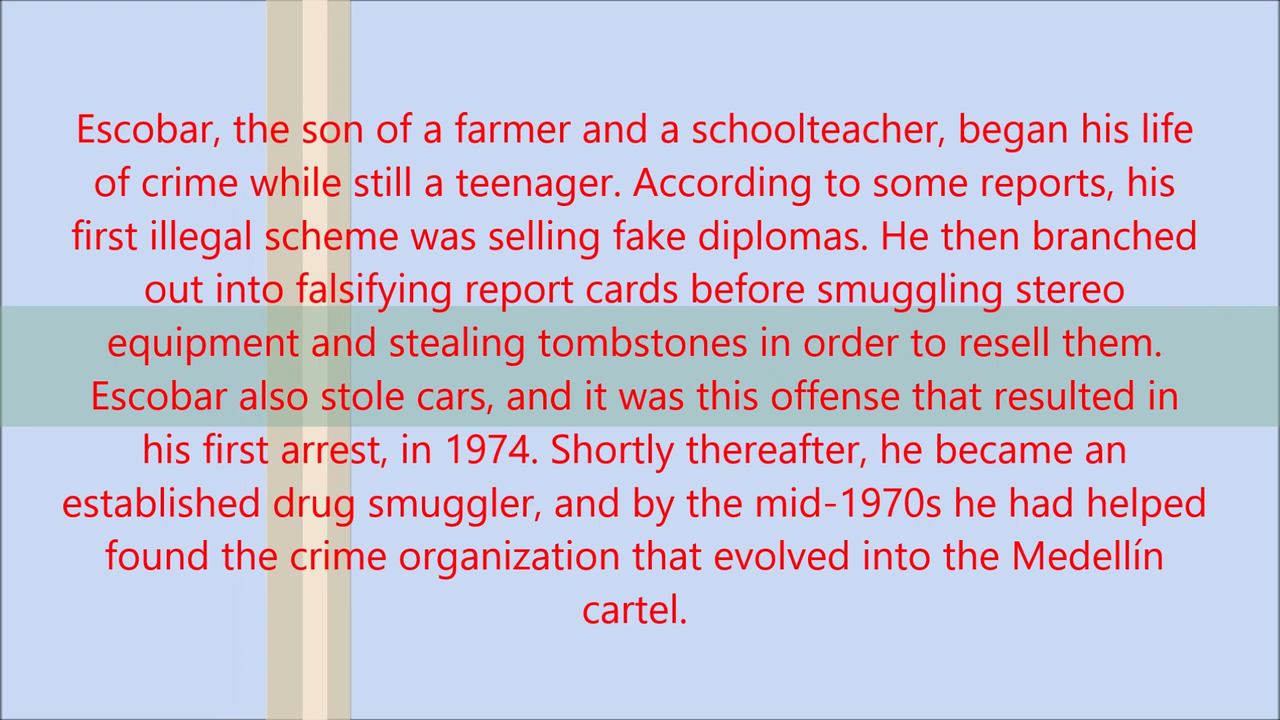 Escobar, the son of a farmer and a schoolteacher, began his life
of crime while still a teenager. According to some reports, his
first illegal scheme was selling fake diplomas. He then branched
out into falsifying report cards before smuggling stereo
equipment and stealing tombstones in order to resell them.
Escobar also stole cars, and it was this offense that resulted in
his first arrest, in 1974. Shortly thereafter, he became an
established drug smuggler, and by the mid-1970s he had helped
found the crime organization that evolved into the Medellín
cartel.